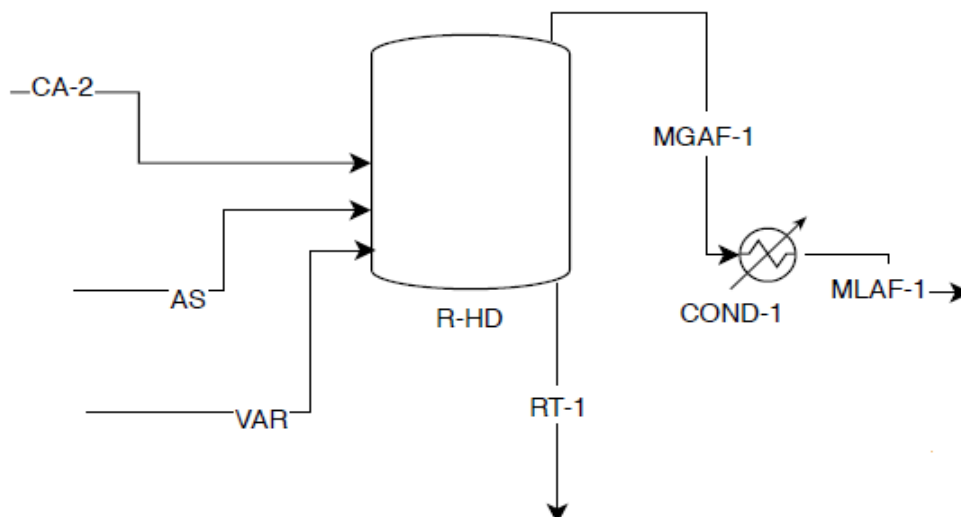 CA-2
MGAF-1
AS
MLAF-1
COND-1
R-HD
RT-1
VAR